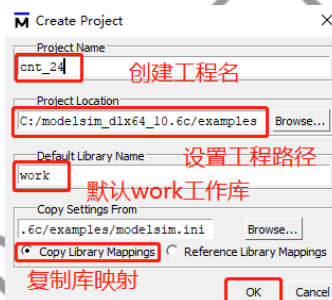 Create Project
Project Name
cnt_24
创建工程名
Project Location
C:/modelsim_dlx64_10.6c/examples Browse...
Default Library Name
设置工程路径
work
默认work工作库
Copy Settings From
.6c/examples/modelsim.ini Browse...
Copy Library Mappings Reference Library Mappings
复制库映射
OK Cancel